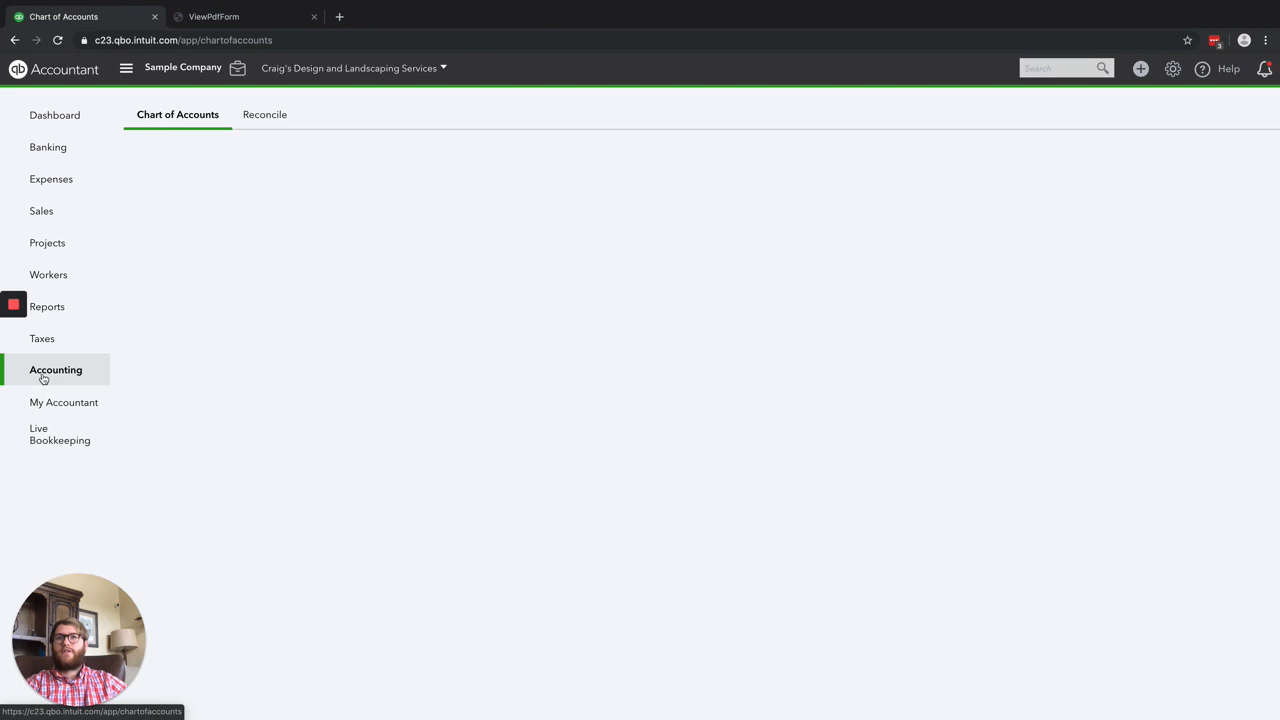 Chart of Accounts
ViewPdfForm
c23.qbo.intuit.com/app/chartofaccounts
3
qb Accountant
Sample Company
Craig's Design and Landscaping Services
Search
Help
Dashboard
Chart of Accounts
Reconcile
Banking
Expenses
Sales
Projects
Workers
Reports
Taxes
Accounting
My Accountant
Live
Bookkeeping
https://c23.qbo.intuit.com/app/chartofaccounts